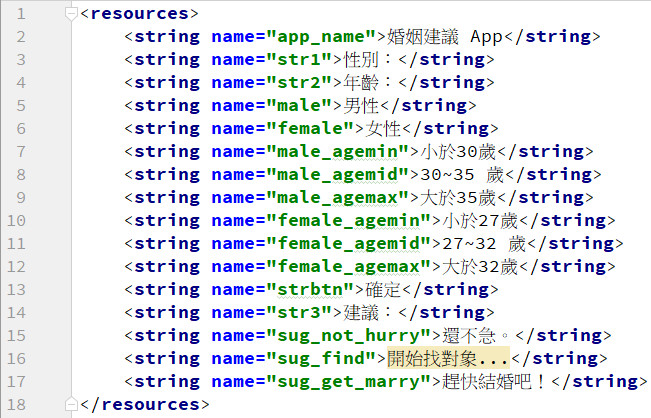 1 <resources>
2 <string name="app_name">婚姻建議 App</string>
3 <string name="str1">性別：</string>
4 <string name="str2">年齡：</string>
5 <string name="male">男性</string>
6 <string name="female">女性</string>
7 <string name="male_agemin">小於30歲</string>
8 <string name="male_agemid">30~35 歲</string>
9 <string name="male_agemax">大於35歲</string>
10 <string name="female_agemin">小於27歲</string>
11 <string name="female_agemid">27~32 歲</string>
12 <string name="female_agemax">大於32歲</string>
13 <string name="strbtn">確定</string>
14 <string name="str3">建議：</string>
15 <string name="sug_not_hurry">還不急。</string>
16 <string name="sug_find">開始找對象...</string>
17 <string name="sug_get_marry">趕快結婚吧！</string>
18 </resources>